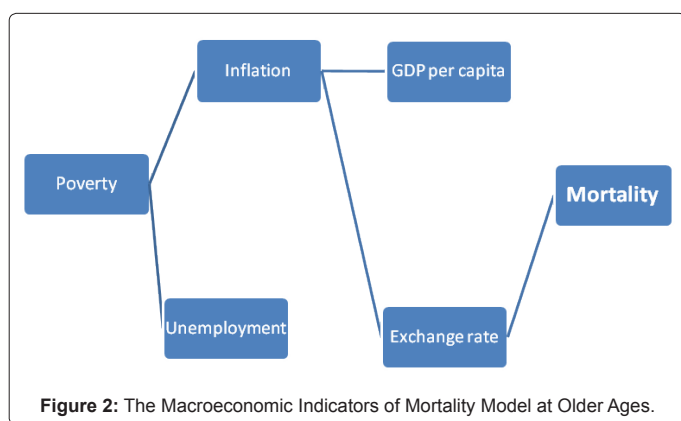 Inflation
GDP per capita
Poverty
Mortality
Unemployment
Exchange rate
Figure 2: The Macroeconomic Indicators of Mortality Model at Older Ages.